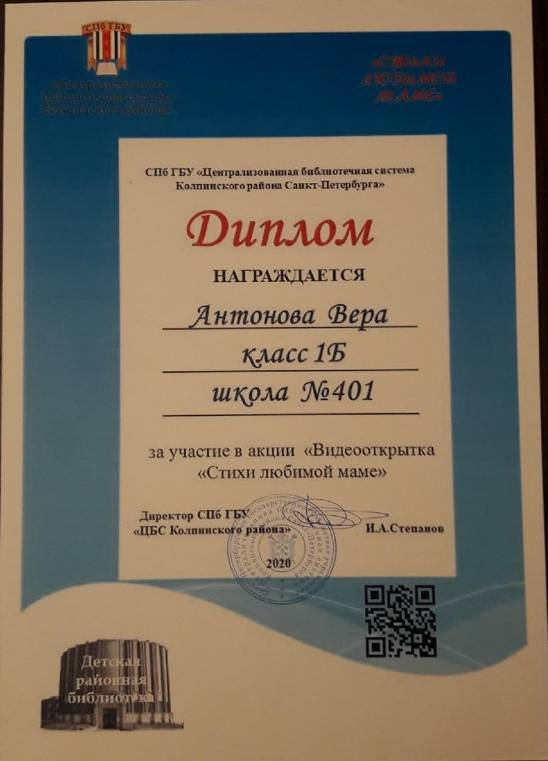 СПб ГБУ
«Централизованная
библиотечная система
Колпинского района»
«Стихи
любимой
маме»
СПб ГБУ «Централизованная библиотечная система
Колпинского района Санкт-Петербурга»
Диплом
НАГРАЖДАЕТСЯ
Антонова Вера
класс 1Б
школа №401
за участие в акции «Видеооткрытка
«Стихи любимой маме»
Директор СПб ГБУ
«ЦБС Колпинского района»
И.А.Степанов
2020
Детская
районная
библиотека